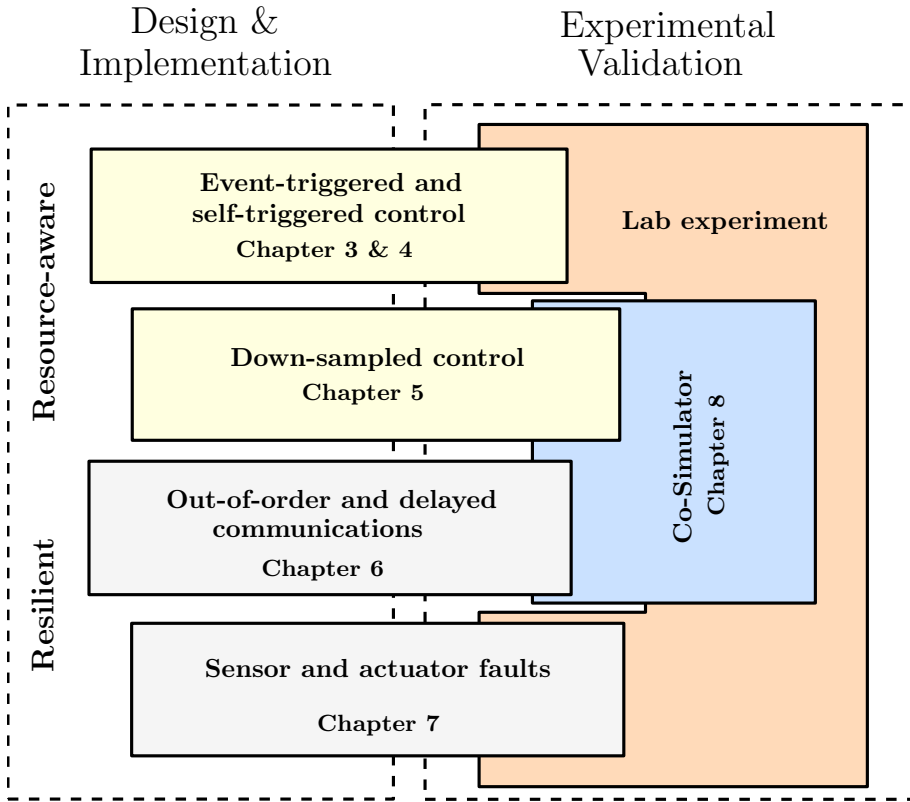 Design &
Implementation
Experimental
Validation
Resource-aware
Resilient
Event-triggered and
self-triggered control
Chapter 3 & 4
Lab experiment
Down-sampled control
Chapter 5
Co-Simulator
Chapter 8
Out-of-order and delayed
communications
Chapter 6
Sensor and actuator faults
Chapter 7